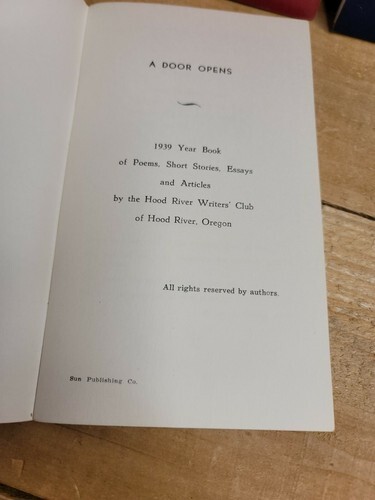 A DOOR OPENS
1939 Year Book
of Poems, Short Stories, Essays
and Articles
by the Hood River Writers' Club
of Hood River, Oregon
All rights reserved by authors.
Sun Publishing Co.